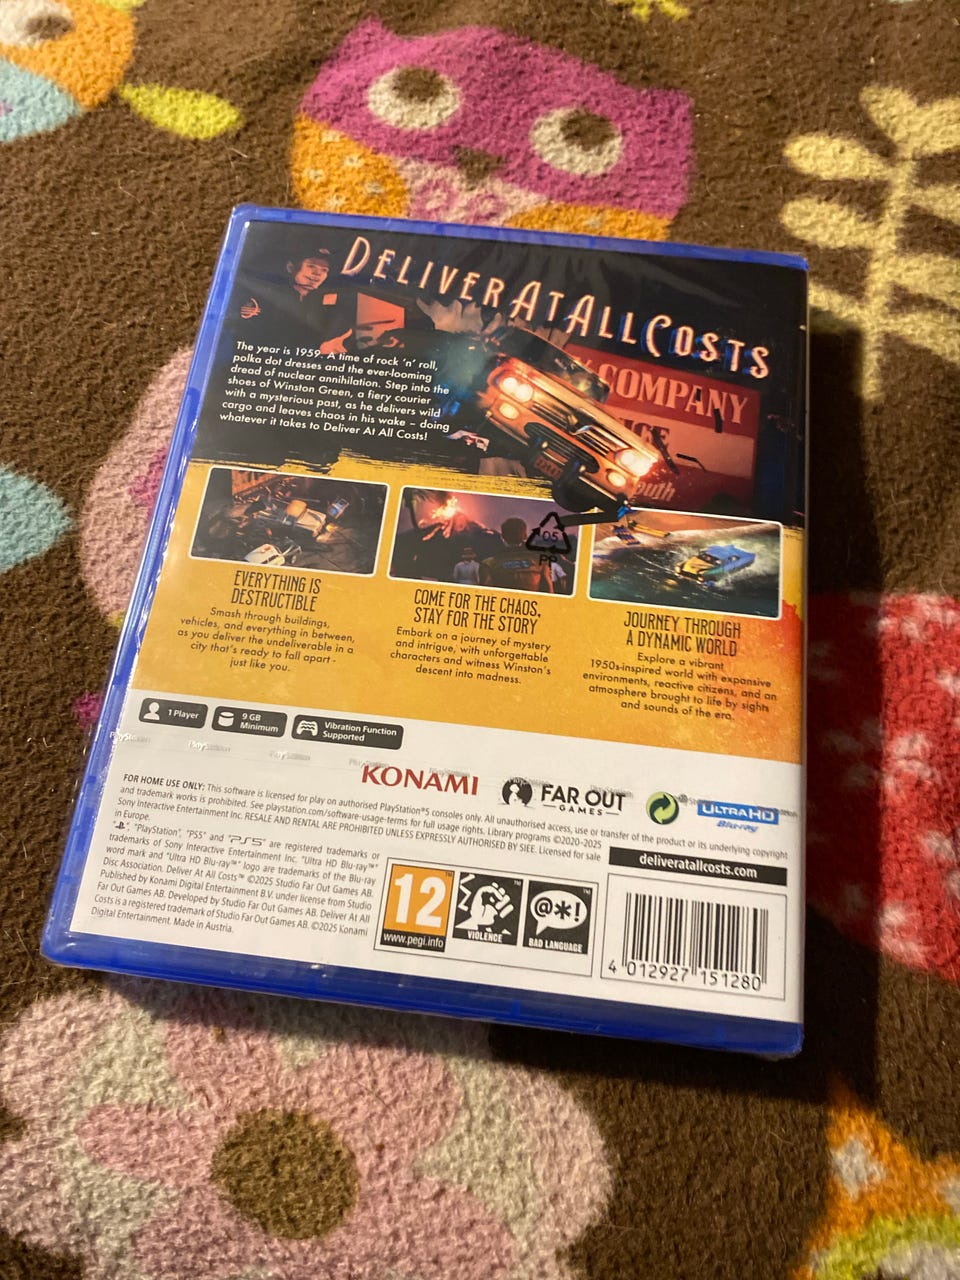 DELIVER AT ALL COSTS
The year is 1959. A time of rock 'n' roll,
polka dot dresses and the ever-looming
dread of nuclear annihilation. Step into the
shoes of Winston Green, a fiery courier
with a mysterious past, as he delivers wild
cargo and leaves chaos in his wake – doing
whatever it takes to Deliver At All Costs!
COMPANY
05
EVERYTHING IS
DESTRUCTIBLE
Smash through buildings,
vehicles, and everything in between,
as you deliver the undeliverable in a
city that's ready to fall apart -
just like you.
COME FOR THE CHAOS,
STAY FOR THE STORY
Embark on a journey of mystery
and intrigue, with unforgettable
characters and witness Winston's
descent into madness.
JOURNEY THROUGH
A DYNAMIC WORLD
Explore a vibrant
1950s-inspired world with expansive
environments, reactive citizens, and an
atmosphere brought to life by sights
and sounds of the era.
1 Player
9 GB
Minimum
Vibration Function
Supported
PlayStation
PlayStation
PlayStation
PlayStation
KONAMI
FAR OUT
GAMES
ULTRA HD
Blu-ray
FOR HOME USE ONLY: This software is licensed for play on authorised PlayStation®5 consoles only. All unauthorised access, use or transfer of the product or its underlying copyright
and trademark works is prohibited. See playstation.com/software-usage-terms for full usage rights. Library programs ©2020-2025
Sony Interactive Entertainment Inc. RESALE AND RENTAL ARE PROHIBITED UNLESS EXPRESSLY AUTHORISED BY SIEE. Licensed for sale
in Europe.
"PlayStation", "PS5" and "PS5" are registered trademarks or
trademarks of Sony Interactive Entertainment Inc. "Ultra HD Blu-ray™"
word mark and "Ultra HD Blu-ray™" logo are trademarks of the Blu-ray
Disc Association. Deliver At All Costs™ ©2025 Studio Far Out Games AB.
Published by Konami Digital Entertainment B.V. under license from Studio
Far Out Games AB. Developed by Studio Far Out Games AB. Deliver At All
Costs is a registered trademark of Studio Far Out Games AB. ©2025 Konami
Digital Entertainment. Made in Austria.
deliveratallcosts.com
12
www.pegi.info
VIOLENCE
@*!
BAD LANGUAGE
4 012927 151280